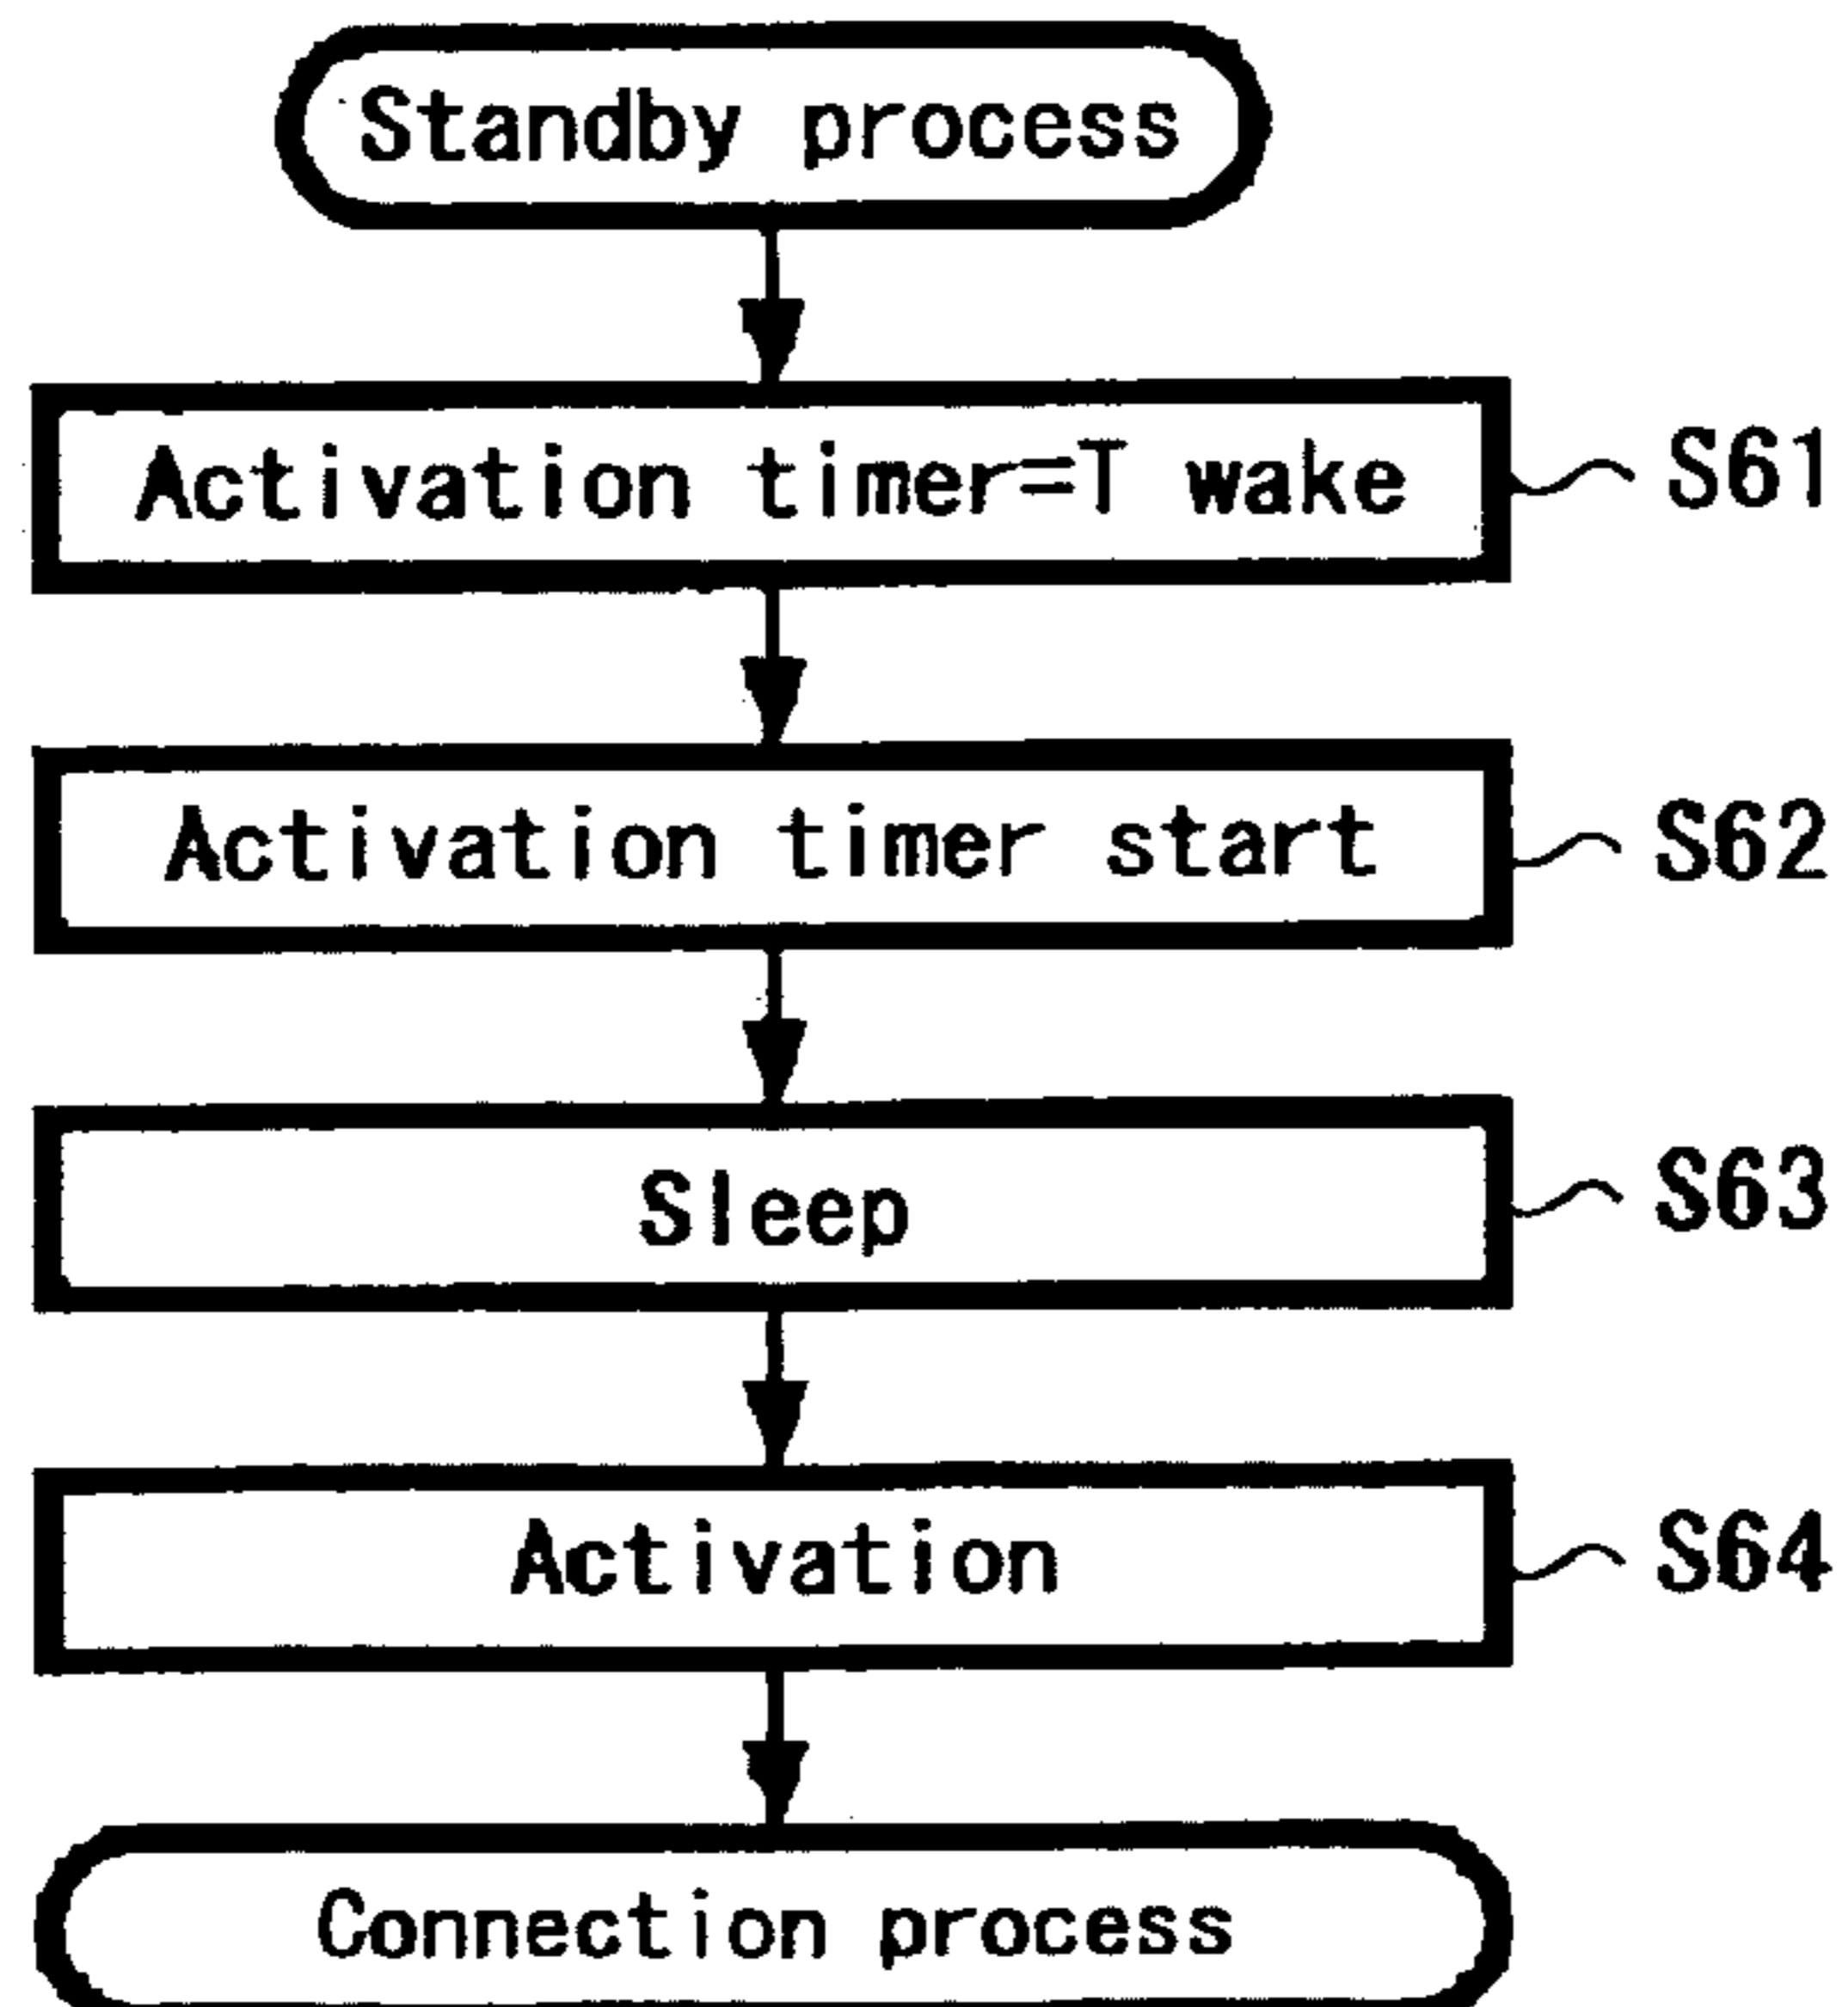 Standby process
Activation timer=T wake
S61
Activation timer start
S62
Sleep
S63
Activation
S64
Connection process